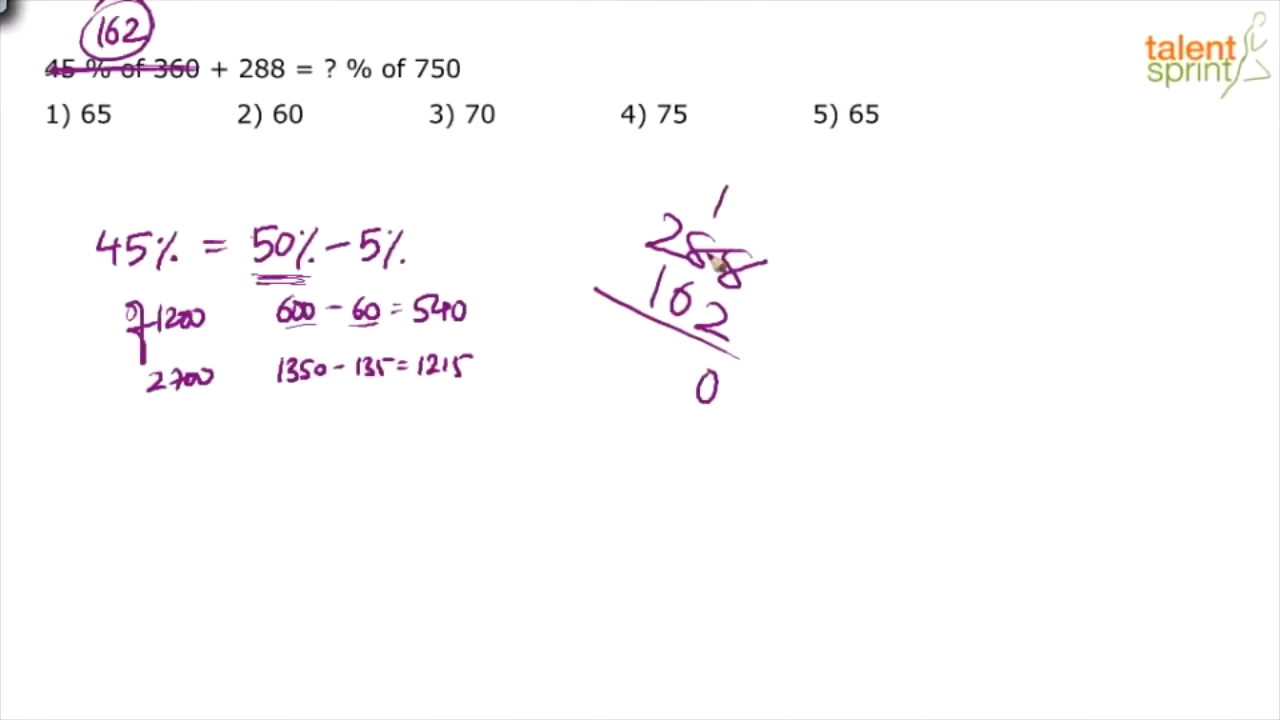 162
talent
sprint
45 % of 360 + 288 = ? % of 750
1) 65 2) 60 3) 70 4) 75 5) 65
45% = 50% - 5%
of 1200 600 - 60 = 540
2700 1350 - 135 = 1215
1
288
162
0